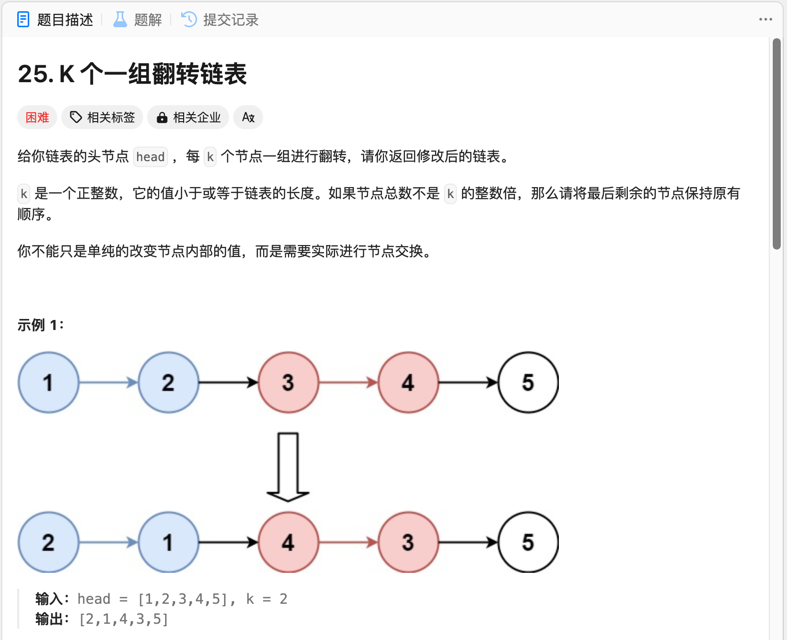 题目描述 题解 提交记录
25. K 个一组翻转链表
困难 相关标签 相关企业 Az
给你链表的头节点 head ，每 k 个节点一组进行翻转，请你返回修改后的链表。
k 是一个正整数，它的值小于或等于链表的长度。如果节点总数不是 k 的整数倍，那么请将最后剩余的节点保持原有
顺序。
你不能只是单纯的改变节点内部的值，而是需要实际进行节点交换。
示例 1：
1 2 3 4 5
2 1 4 3 5
输入：head = [1,2,3,4,5], k = 2
输出：[2,1,4,3,5]